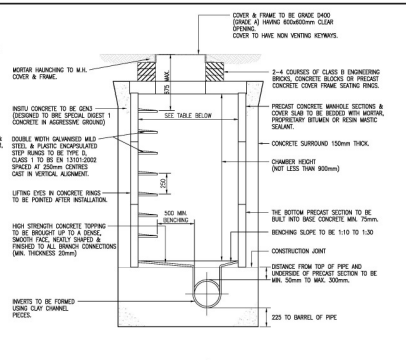 COVER & FRAME TO BE GRADE D400
(GRADE A) HAVING 600x600mm CLEAR
OPENING.
COVER TO HAVE NON VENTING KEYWAYS.
MORTAR HAUNCHING TO M.H.
COVER & FRAME.
675 MAX.
2-4 COURSES OF CLASS B ENGINEERING
BRICKS, CONCRETE BLOCKS OR PRECAST
CONCRETE COVER FRAME SEATING RINGS.
INSITU CONCRETE TO BE GEN3
(DESIGNED TO BRE SPECIAL DIGEST 1
CONCRETE IN AGGRESSIVE GROUND)
SEE TABLE BELOW
PRECAST CONCRETE MANHOLE SECTIONS &
COVER SLAB TO BE BEDDED WITH MORTAR,
PROPRIETARY BITUMEN OR RESIN MASTIC
SEALANT.
DOUBLE WIDTH GALVANISED MILD
STEEL & PLASTIC ENCAPSULATED
STEP RUNGS TO BE TYPE D,
CLASS 1 TO BS EN 13101:2002
SPACED AT 250mm CENTRES
CAST IN VERTICAL ALIGNMENT.
CONCRETE SURROUND 150mm THICK.
CHAMBER HEIGHT
(NOT LESS THAN 900mm)
250
LIFTING EYES IN CONCRETE RINGS
TO BE POINTED AFTER INSTALLATION.
500 MIN.
BENCHING
THE BOTTOM PRECAST SECTION TO BE
BUILT INTO BASE CONCRETE MIN. 75mm.
HIGH STRENGTH CONCRETE TOPPING
TO BE BROUGHT UP TO A DENSE,
SMOOTH FACE, NEATLY SHAPED &
FINISHED TO ALL BRANCH CONNECTIONS
(MIN. THICKNESS 20mm)
BENCHING SLOPE TO BE 1:10 TO 1:30
CONSTRUCTION JOINT
DISTANCE FROM TOP OF PIPE AND
UNDERSIDE OF PRECAST SECTION TO BE
MIN. 50mm TO MAX. 300mm.
INVERTS TO BE FORMED
USING CLAY CHANNEL
PIECES.
225 TO BARREL OF PIPE